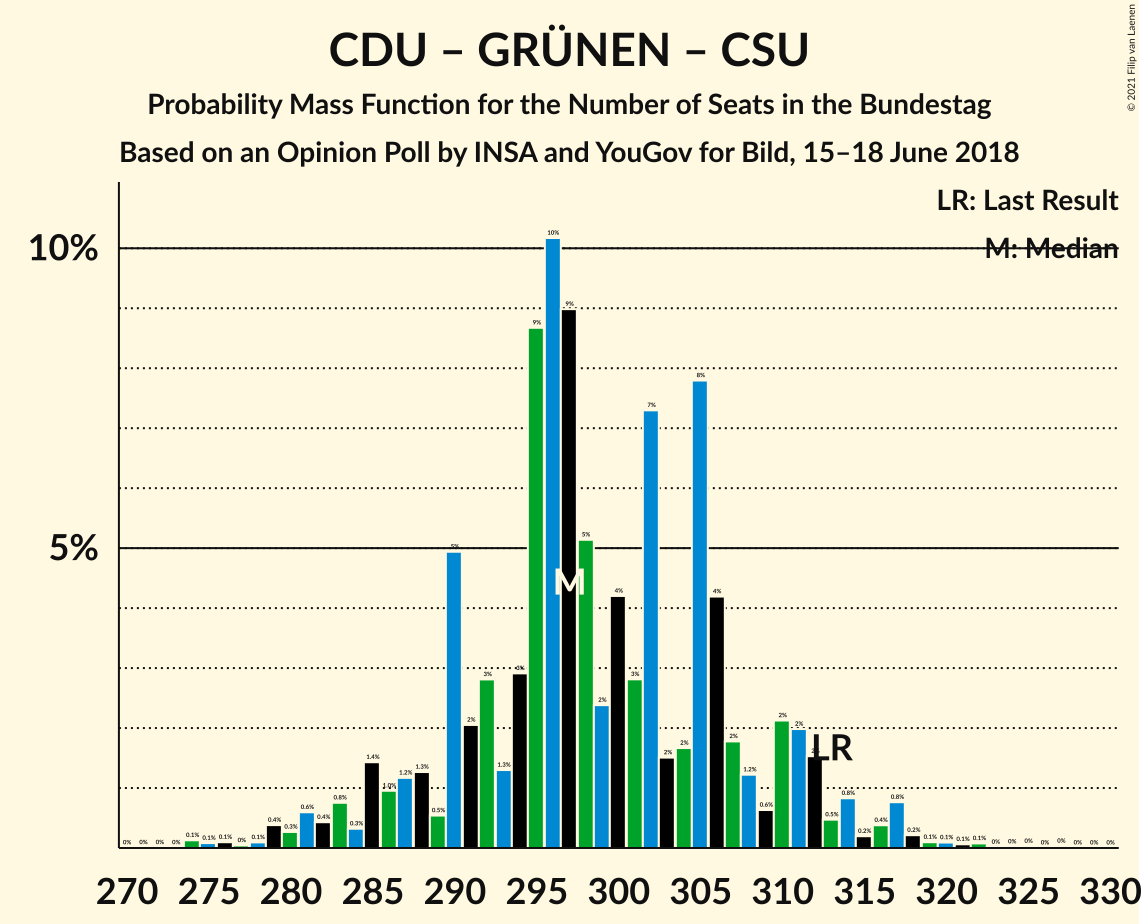 CDU – GRÜNEN – CSU
Probability Mass Function for the Number of Seats in the Bundestag
Based on an Opinion Poll by INSA and YouGov for Bild, 15–18 June 2018
© 2021 Filip van Laenen
LR: Last Result
M: Median
10%
5%
0% 0% 0% 0% 0.1% 0.1% 0.1% 0% 0.1% 0.4% 0.3% 0.6% 0.4% 0.8% 0.3% 1.4% 1.0% 1.2% 1.3% 0.5% 5% 2% 3% 1.3% 3% 9% 10% 9% 5% 2% 4% 3% 7% 2% 2% 8% 4% 2% 1.2% 0.6% 2% 2% 0.5% 0.8% 0.2% 0.4% 0.8% 0.2% 0.1% 0.1% 0.1% 0.1% 0% 0% 0% 0% 0% 0% 0% 0%
M
LR
270 275 280 285 290 295 300 305 310 315 320 325 330